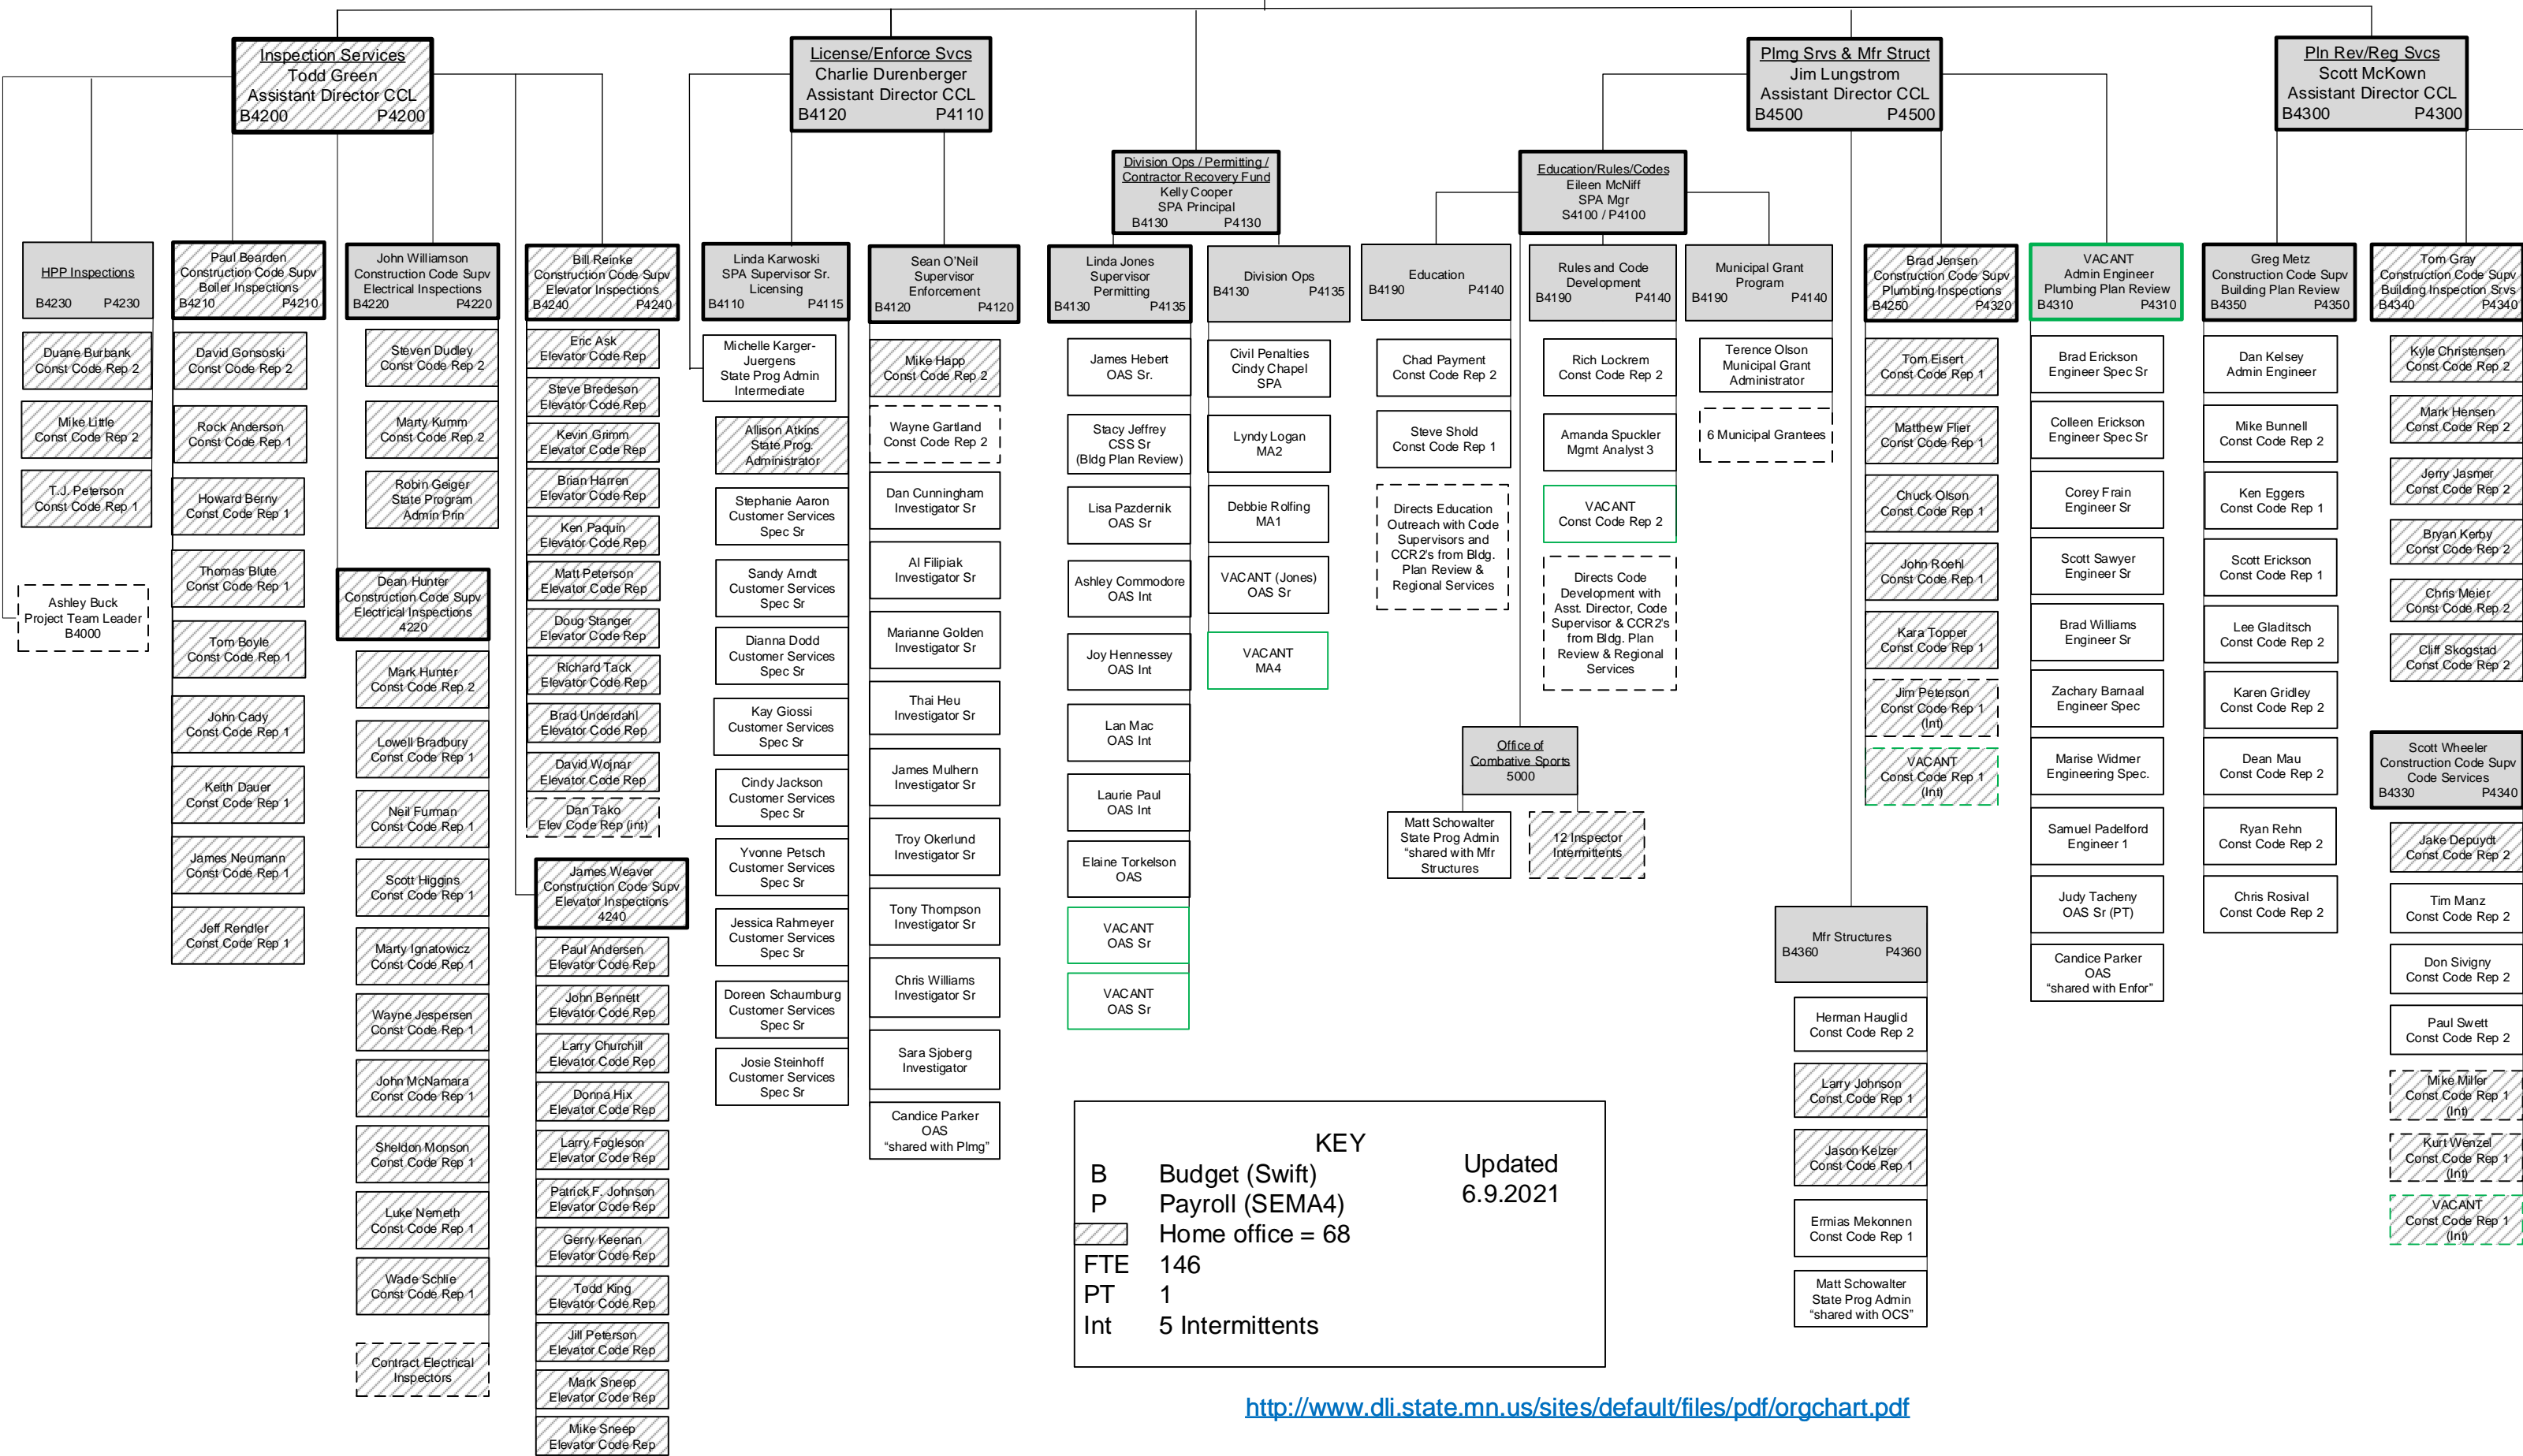 Inspection Services
Todd Green
Assistant Director CCL
B4200 P4200
License/Enforce Svcs
Charlie Durenberger
Assistant Director CCL
B4120 P4110
Plmg Srvs & Mfr Struct
Jim Lungstrom
Assistant Director CCL
B4500 P4500
Pln Rev/Reg Svcs
Scott McKown
Assistant Director CCL
B4300 P4300
Division Ops / Permitting /
Contractor Recovery Fund
Kelly Cooper
SPA Principal
B4130 P4130
Education/Rules/Codes
Eileen McNiff
SPA Mgr
S4100 / P4100
HPP Inspections
B4230 P4230
Duane Burbank
Const Code Rep 2
Mike Little
Const Code Rep 2
T.J. Peterson
Const Code Rep 1
Ashley Buck
Project Team Leader
B4000
Paul Bearden
Construction Code Supv
Boiler Inspections
B4210 P4210
David Gonsoski
Const Code Rep 2
Rock Anderson
Const Code Rep 1
Howard Berny
Const Code Rep 1
Thomas Blute
Const Code Rep 1
Tom Boyle
Const Code Rep 1
John Cady
Const Code Rep 1
Keith Dauer
Const Code Rep 1
James Neumann
Const Code Rep 1
Jeff Rendler
Const Code Rep 1
John Williamson
Construction Code Supv
Electrical Inspections
B4220 P4220
Steven Dudley
Const Code Rep 2
Marty Kumm
Const Code Rep 2
Robin Geiger
State Program
Admin Prin
Dean Hunter
Construction Code Supv
Electrical Inspections
4220
Mark Hunter
Const Code Rep 2
Lowell Bradbury
Const Code Rep 1
Neil Furman
Const Code Rep 1
Scott Higgins
Const Code Rep 1
Marty Ignatowicz
Const Code Rep 1
Wayne Jespersen
Const Code Rep 1
John McNamara
Const Code Rep 1
Sheldon Monson
Const Code Rep 1
Luke Nemeth
Const Code Rep 1
Wade Schlie
Const Code Rep 1
Contract Electrical
Inspectors
Bill Reinke
Construction Code Supv
Elevator Inspections
B4240 P4240
Eric Ask
Elevator Code Rep
Steve Bredeson
Elevator Code Rep
Kevin Grimm
Elevator Code Rep
Brian Harren
Elevator Code Rep
Ken Paquin
Elevator Code Rep
Matt Peterson
Elevator Code Rep
Doug Stanger
Elevator Code Rep
Richard Tack
Elevator Code Rep
Brad Underdahl
Elevator Code Rep
David Wojnar
Elevator Code Rep
Dan Tako
Elev Code Rep (int)
James Weaver
Construction Code Supv
Elevator Inspections
4240
Paul Andersen
Elevator Code Rep
John Bennett
Elevator Code Rep
Larry Churchill
Elevator Code Rep
Donna Hix
Elevator Code Rep
Larry Fogleson
Elevator Code Rep
Patrick F. Johnson
Elevator Code Rep
Gerry Keenan
Elevator Code Rep
Todd King
Elevator Code Rep
Jill Peterson
Elevator Code Rep
Mark Sneep
Elevator Code Rep
Mike Sneep
Elevator Code Rep
Linda Karwoski
SPA Supervisor Sr.
Licensing
B4110 P4115
Michelle Karger-
Juergens
State Prog Admin
Intermediate
Allison Atkins
State Prog.
Administrator
Stephanie Aaron
Customer Services
Spec Sr
Sandy Arndt
Customer Services
Spec Sr
Dianna Dodd
Customer Services
Spec Sr
Kay Giossi
Customer Services
Spec Sr
Cindy Jackson
Customer Services
Spec Sr
Yvonne Petsch
Customer Services
Spec Sr
Jessica Rahmeyer
Customer Services
Spec Sr
Doreen Schaumburg
Customer Services
Spec Sr
Josie Steinhoff
Customer Services
Spec Sr
Sean O'Neil
Supervisor
Enforcement
B4120 P4120
Mike Happ
Const Code Rep 2
Wayne Gartland
Const Code Rep 2
Dan Cunningham
Investigator Sr
Al Filipiak
Investigator Sr
Marianne Golden
Investigator Sr
Thai Heu
Investigator Sr
James Mulhern
Investigator Sr
Troy Okerlund
Investigator Sr
Tony Thompson
Investigator Sr
Chris Williams
Investigator Sr
Sara Sjoberg
Investigator
Candice Parker
OAS
“shared with Plmg”
Linda Jones
Supervisor
Permitting
B4130 P4135
James Hebert
OAS Sr.
Stacy Jeffrey
CSS Sr
(Bldg Plan Review)
Lisa Pazdernik
OAS Sr
Ashley Commodore
OAS Int
Joy Hennessey
OAS Int
Lan Mac
OAS Int
Laurie Paul
OAS Int
Elaine Torkelson
OAS
VACANT
OAS Sr
VACANT
OAS Sr
Division Ops
B4130 P4135
Civil Penalties
Cindy Chapel
SPA
Lyndy Logan
MA2
Debbie Rolfing
MA1
VACANT (Jones)
OAS Sr
VACANT
MA4
Education
B4190 P4140
Chad Payment
Const Code Rep 2
Steve Shold
Const Code Rep 1
Directs Education
Outreach with Code
Supervisors and
CCR2's from Bldg.
Plan Review &
Regional Services
Rules and Code
Development
B4190 P4140
Rich Lockrem
Const Code Rep 2
Amanda Spuckler
Mgmt Analyst 3
VACANT
Const Code Rep 2
Directs Code
Development with
Asst. Director, Code
Supervisor & CCR2's
from Bldg. Plan
Review & Regional
Services
Municipal Grant
Program
B4190 P4140
Terence Olson
Municipal Grant
Administrator
6 Municipal Grantees
Office of
Combative Sports
5000
Matt Schowalter
State Prog Admin
“shared with Mfr
Structures
12 Inspector
Intermittents
Brad Jensen
Construction Code Supv
Plumbing Inspections
B4250 P4320
Tom Eisert
Const Code Rep 1
Matthew Flier
Const Code Rep 1
Chuck Olson
Const Code Rep 1
John Roehl
Const Code Rep 1
Kara Topper
Const Code Rep 1
Jim Peterson
Const Code Rep 1
(Int)
VACANT
Const Code Rep 1
(Int)
Mfr Structures
B4360 P4360
Herman Hauglid
Const Code Rep 2
Larry Johnson
Const Code Rep 1
Jason Kelzer
Const Code Rep 1
Ermias Mekonnen
Const Code Rep 1
Matt Schowalter
State Prog Admin
“shared with OCS”
VACANT
Admin Engineer
Plumbing Plan Review
B4310 P4310
Brad Erickson
Engineer Spec Sr
Colleen Erickson
Engineer Spec Sr
Corey Frain
Engineer Sr
Scott Sawyer
Engineer Sr
Brad Williams
Engineer Sr
Zachary Barnaal
Engineer Spec
Marise Widmer
Engineering Spec.
Samuel Padelford
Engineer 1
Judy Tacheny
OAS Sr (PT)
Candice Parker
OAS
“shared with Enfor”
Greg Metz
Construction Code Supv
Building Plan Review
B4350 P4350
Dan Kelsey
Admin Engineer
Mike Bunnell
Const Code Rep 2
Ken Eggers
Const Code Rep 1
Scott Erickson
Const Code Rep 1
Lee Gladitsch
Const Code Rep 2
Karen Gridley
Const Code Rep 2
Dean Mau
Const Code Rep 2
Ryan Rehn
Const Code Rep 2
Chris Rosival
Const Code Rep 2
Tom Gray
Construction Code Supv
Building Inspection Srvs
B4340 P4340
Kyle Christensen
Const Code Rep 2
Mark Hensen
Const Code Rep 2
Jerry Jasmer
Const Code Rep 2
Bryan Kerby
Const Code Rep 2
Chris Meier
Const Code Rep 2
Cliff Skogstad
Const Code Rep 2
Scott Wheeler
Construction Code Supv
Code Services
B4330 P4340
Jake Depuydt
Const Code Rep 2
Tim Manz
Const Code Rep 2
Don Sivigny
Const Code Rep 2
Paul Swett
Const Code Rep 2
Mike Miller
Const Code Rep 1
(Int)
Kurt Wenzel
Const Code Rep 1
(Int)
VACANT
Const Code Rep 1
(Int)
KEY
B Budget (Swift)
P Payroll (SEMA4)
Home office = 68
FTE 146
PT 1
Int 5 Intermittents
Updated
6.9.2021
http://www.dli.state.mn.us/sites/default/files/pdf/orgchart.pdf